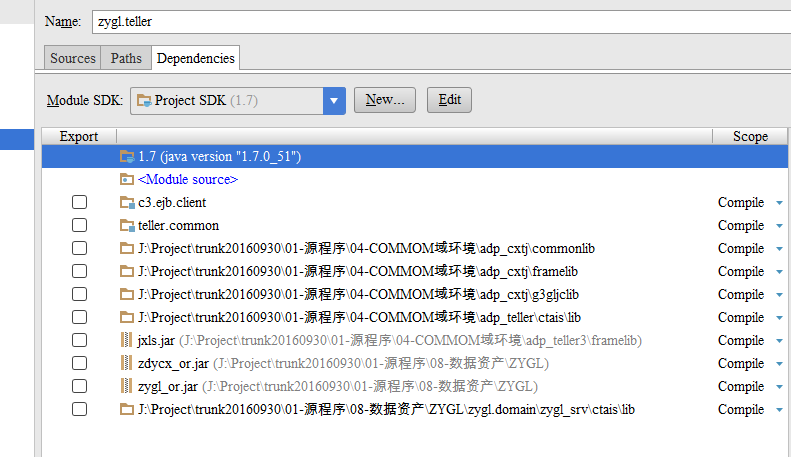 Name: zygl.teller
Sources Paths Dependencies
Module SDK: Project SDK (1.7) New... Edit
Export Scope
1.7 (java version "1.7.0_51")
<Module source>
c3.ejb.client Compile
teller.common Compile
J:\Project\trunk20160930\01-源程序\04-COMMOM域环境\adp_cxtj\commonlib Compile
J:\Project\trunk20160930\01-源程序\04-COMMOM域环境\adp_cxtj\framelib Compile
J:\Project\trunk20160930\01-源程序\04-COMMOM域环境\adp_cxtj\g3gljclib Compile
J:\Project\trunk20160930\01-源程序\04-COMMOM域环境\adp_teller\ctais\lib Compile
jxls.jar (J:\Project\trunk20160930\01-源程序\04-COMMOM域环境\adp_teller3\framelib) Compile
zdycx_or.jar (J:\Project\trunk20160930\01-源程序\08-数据资产\ZYGL) Compile
zygl_or.jar (J:\Project\trunk20160930\01-源程序\08-数据资产\ZYGL) Compile
J:\Project\trunk20160930\01-源程序\08-数据资产\ZYGL\zygl.domain\zygl_srv\ctais\lib Compile